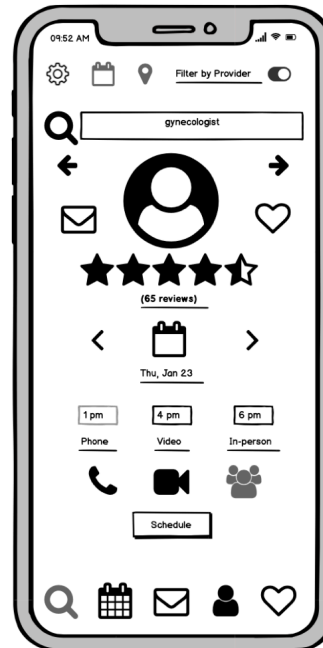 09:52 AM
Filter by Provider
gynecologist
(65 reviews)
Thu, Jan 23
1 pm 4 pm 6 pm
Phone Video In-person
Schedule